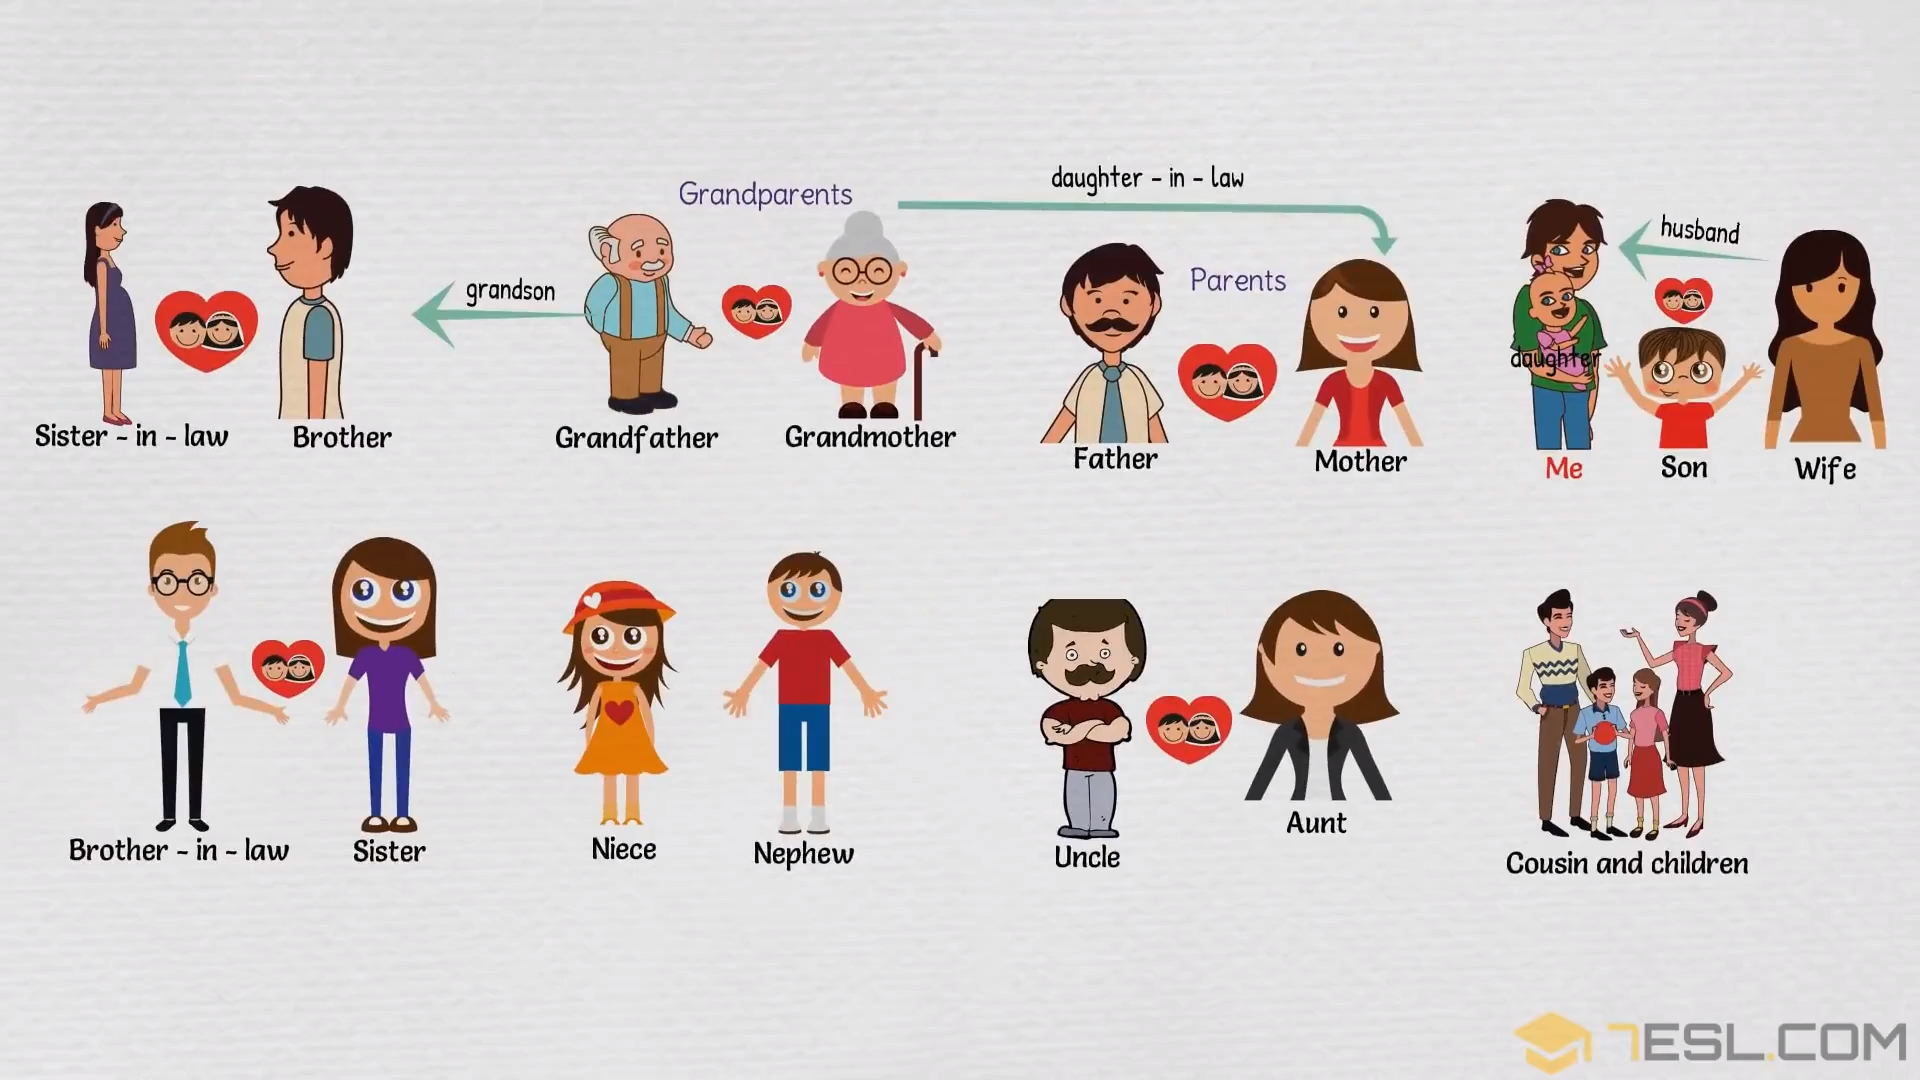 daughter - in - law
Grandparents
husband
Parents
grandson
daughter
Sister - in - law
Brother
Grandfather
Grandmother
Father
Mother
Me
Son
Wife
Brother - in - law
Sister
Niece
Nephew
Uncle
Aunt
Cousin and children
7ESL.COM